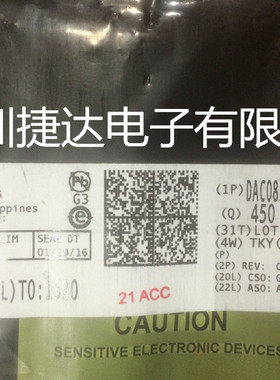 圳捷达电子有限
G3
ppines
(1P) DAC08
(Q) 450
(31T) LOT
(4W) TKY(
(P)
(2P) REV:
(20L) CSO:
(22L) ASO:
IM
SEAL DT
01/19/16
L)TO:
21 ACC
CAUTION
SENSITIVE ELECTRONIC DEVICES